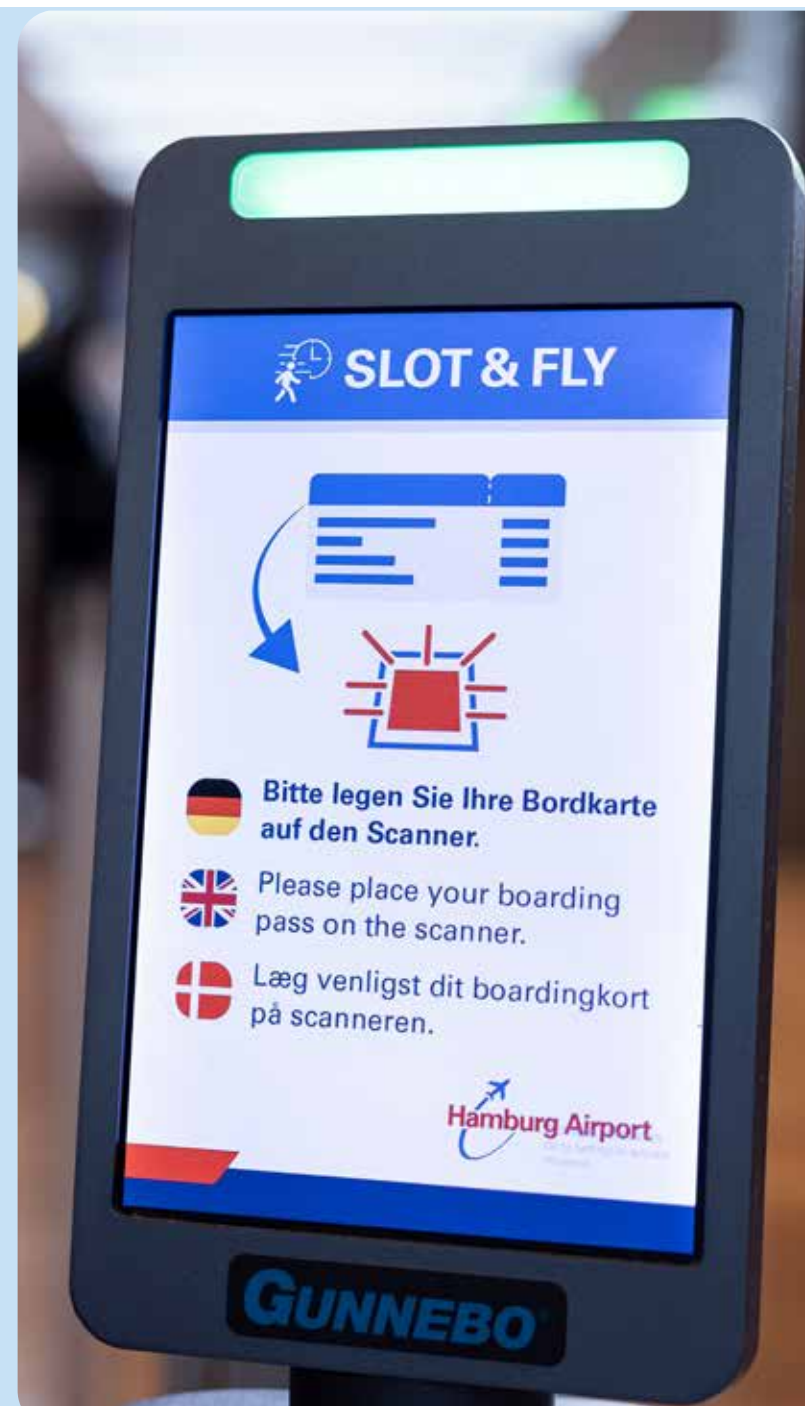 SLOT & FLY
Bitte legen Sie Ihre Bordkarte
auf den Scanner.
Please place your boarding
pass on the scanner.
Læg venligst dit boardingkort
på scanneren.
Hamburg Airport
GUNNEBO